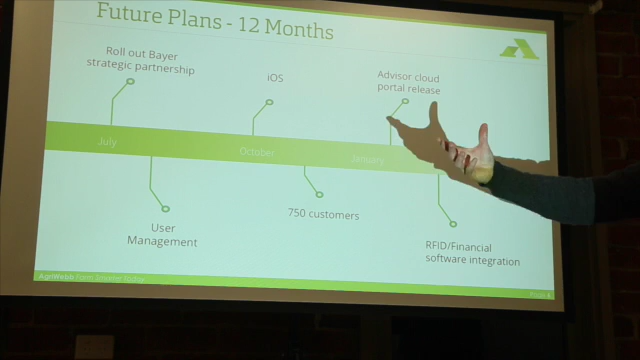 Future Plans - 12 Months
Roll out Bayer
strategic partnership
iOS
Advisor cloud
portal release
July
October
January
User
Management
750 customers
RFID/Financial
software integration
AgriWebb Farm Smarter Today